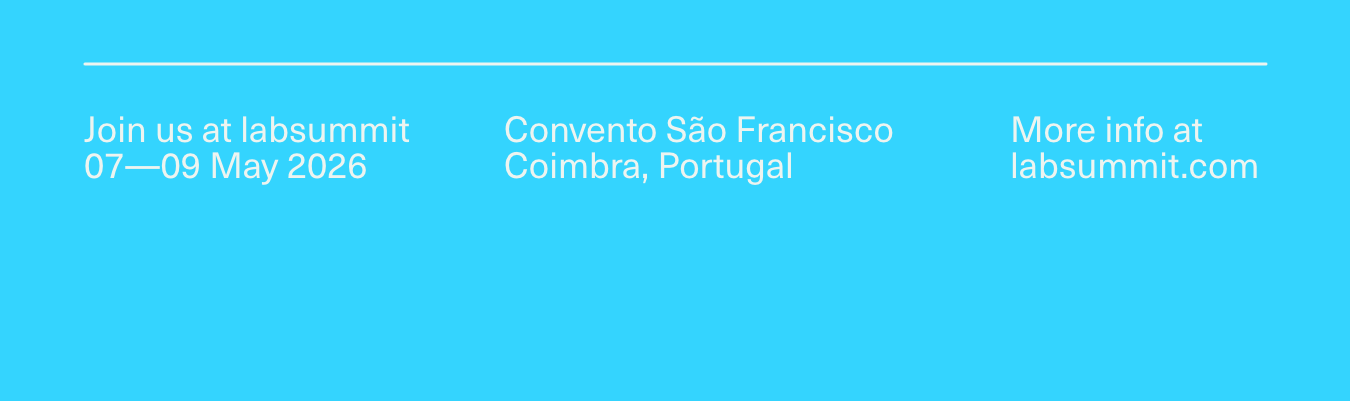 Join us at labsummit
07—09 May 2026
Convento São Francisco
Coimbra, Portugal
More info at
labsummit.com